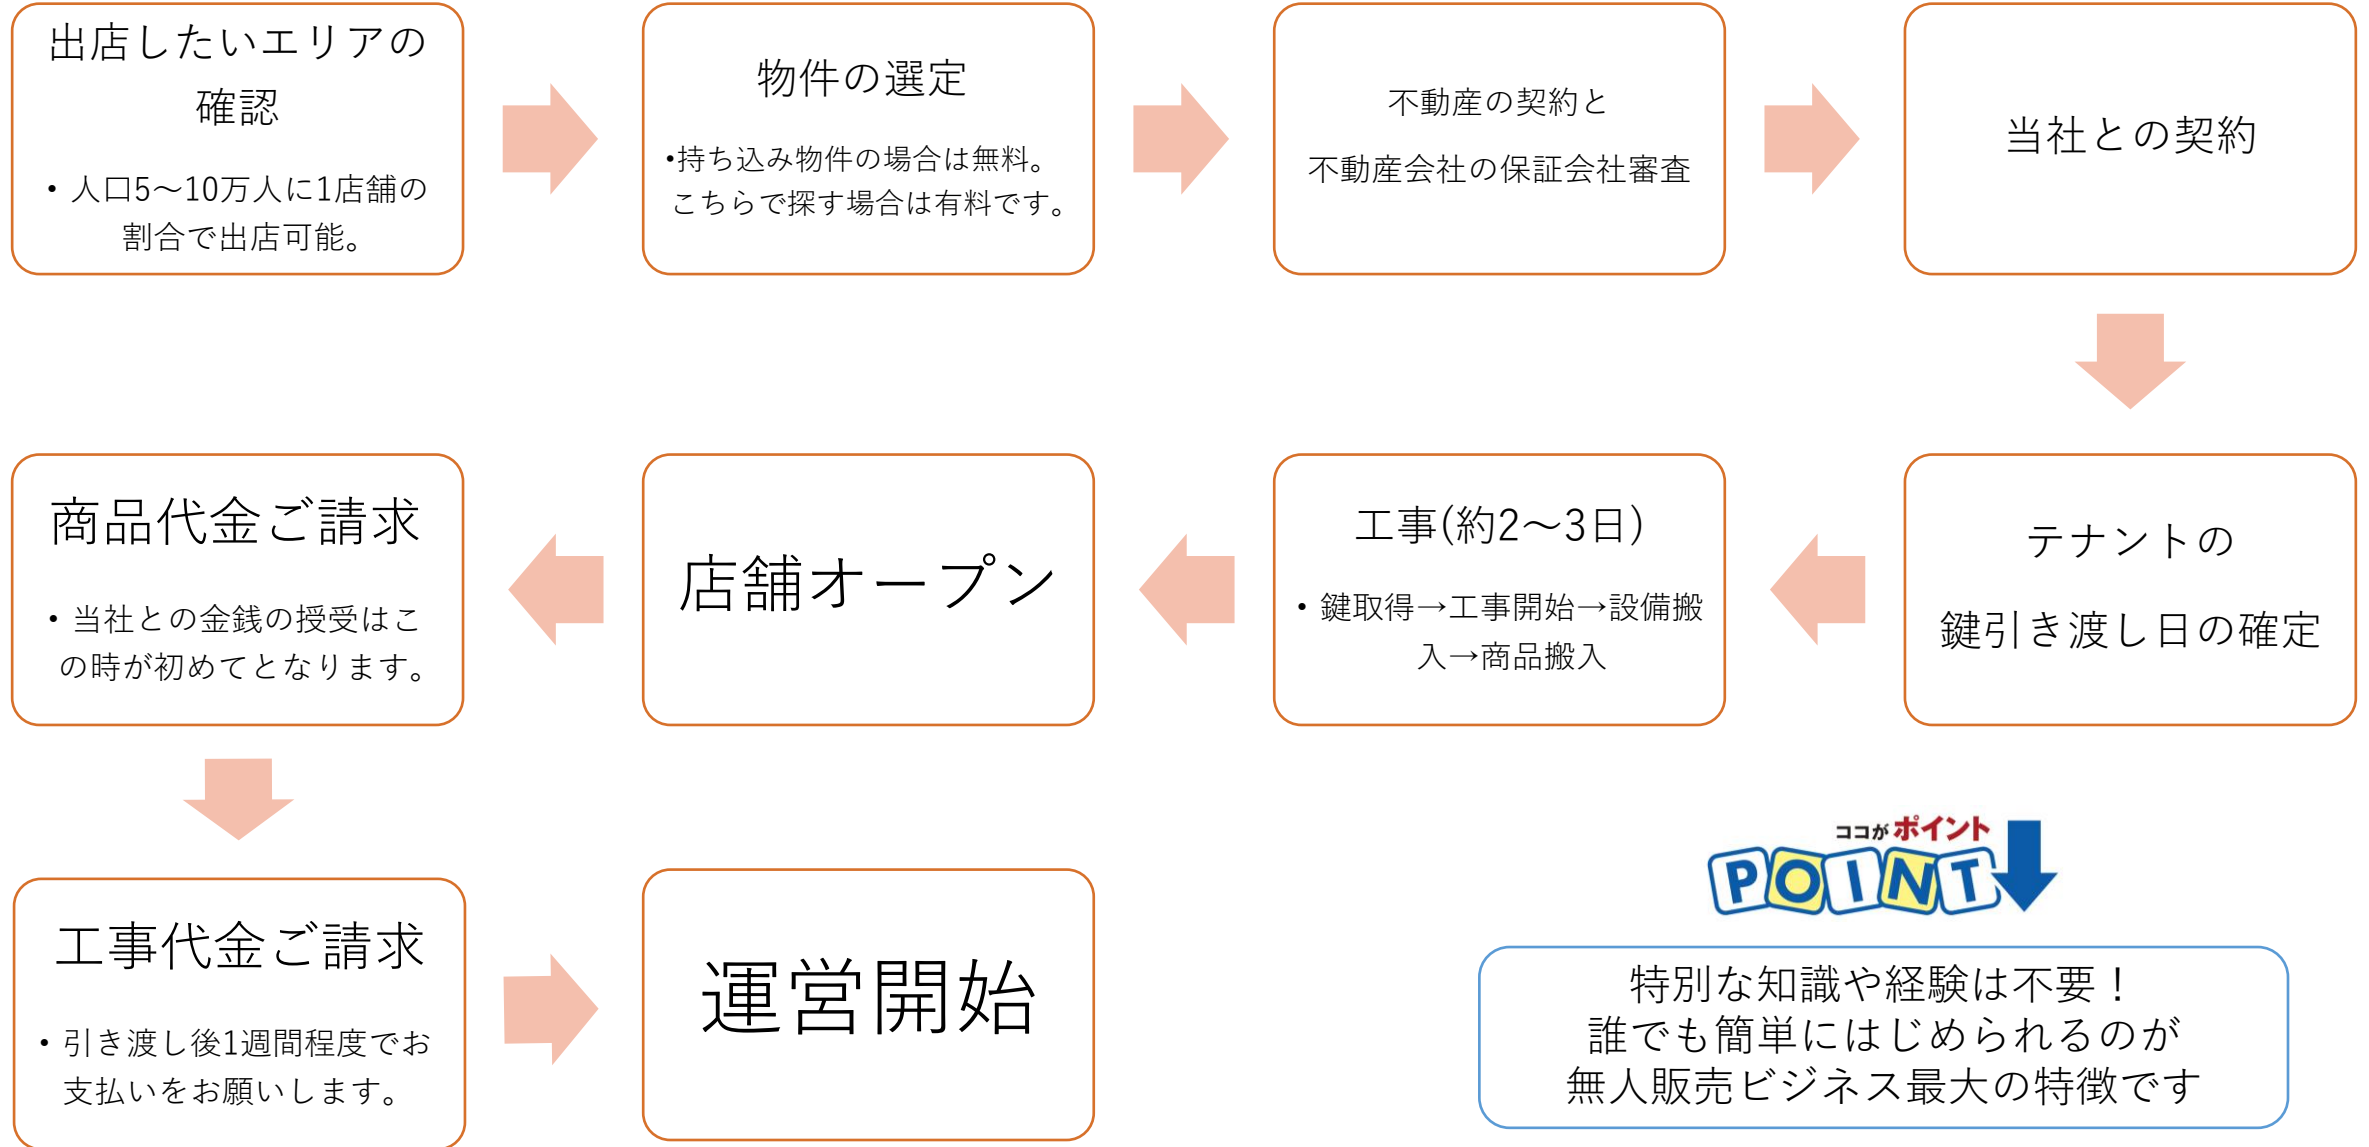 出店したいエリアの
確認
• 人口5～10万人に1店舗の
割合で出店可能。
物件の選定
•持ち込み物件の場合は無料。
こちらで探す場合は有料です。
不動産の契約と
不動産会社の保証会社審査
当社との契約
テナントの
鍵引き渡し日の確定
工事(約2～3日)
• 鍵取得→工事開始→設備搬
入→商品搬入
店舗オープン
商品代金ご請求
• 当社との金銭の授受はこ
の時が初めてとなります。
工事代金ご請求
• 引き渡し後1週間程度でお
支払いをお願いします。
運営開始
ココがポイント
POINT
特別な知識や経験は不要！
誰でも簡単にはじめられるのが
無人販売ビジネス最大の特徴です